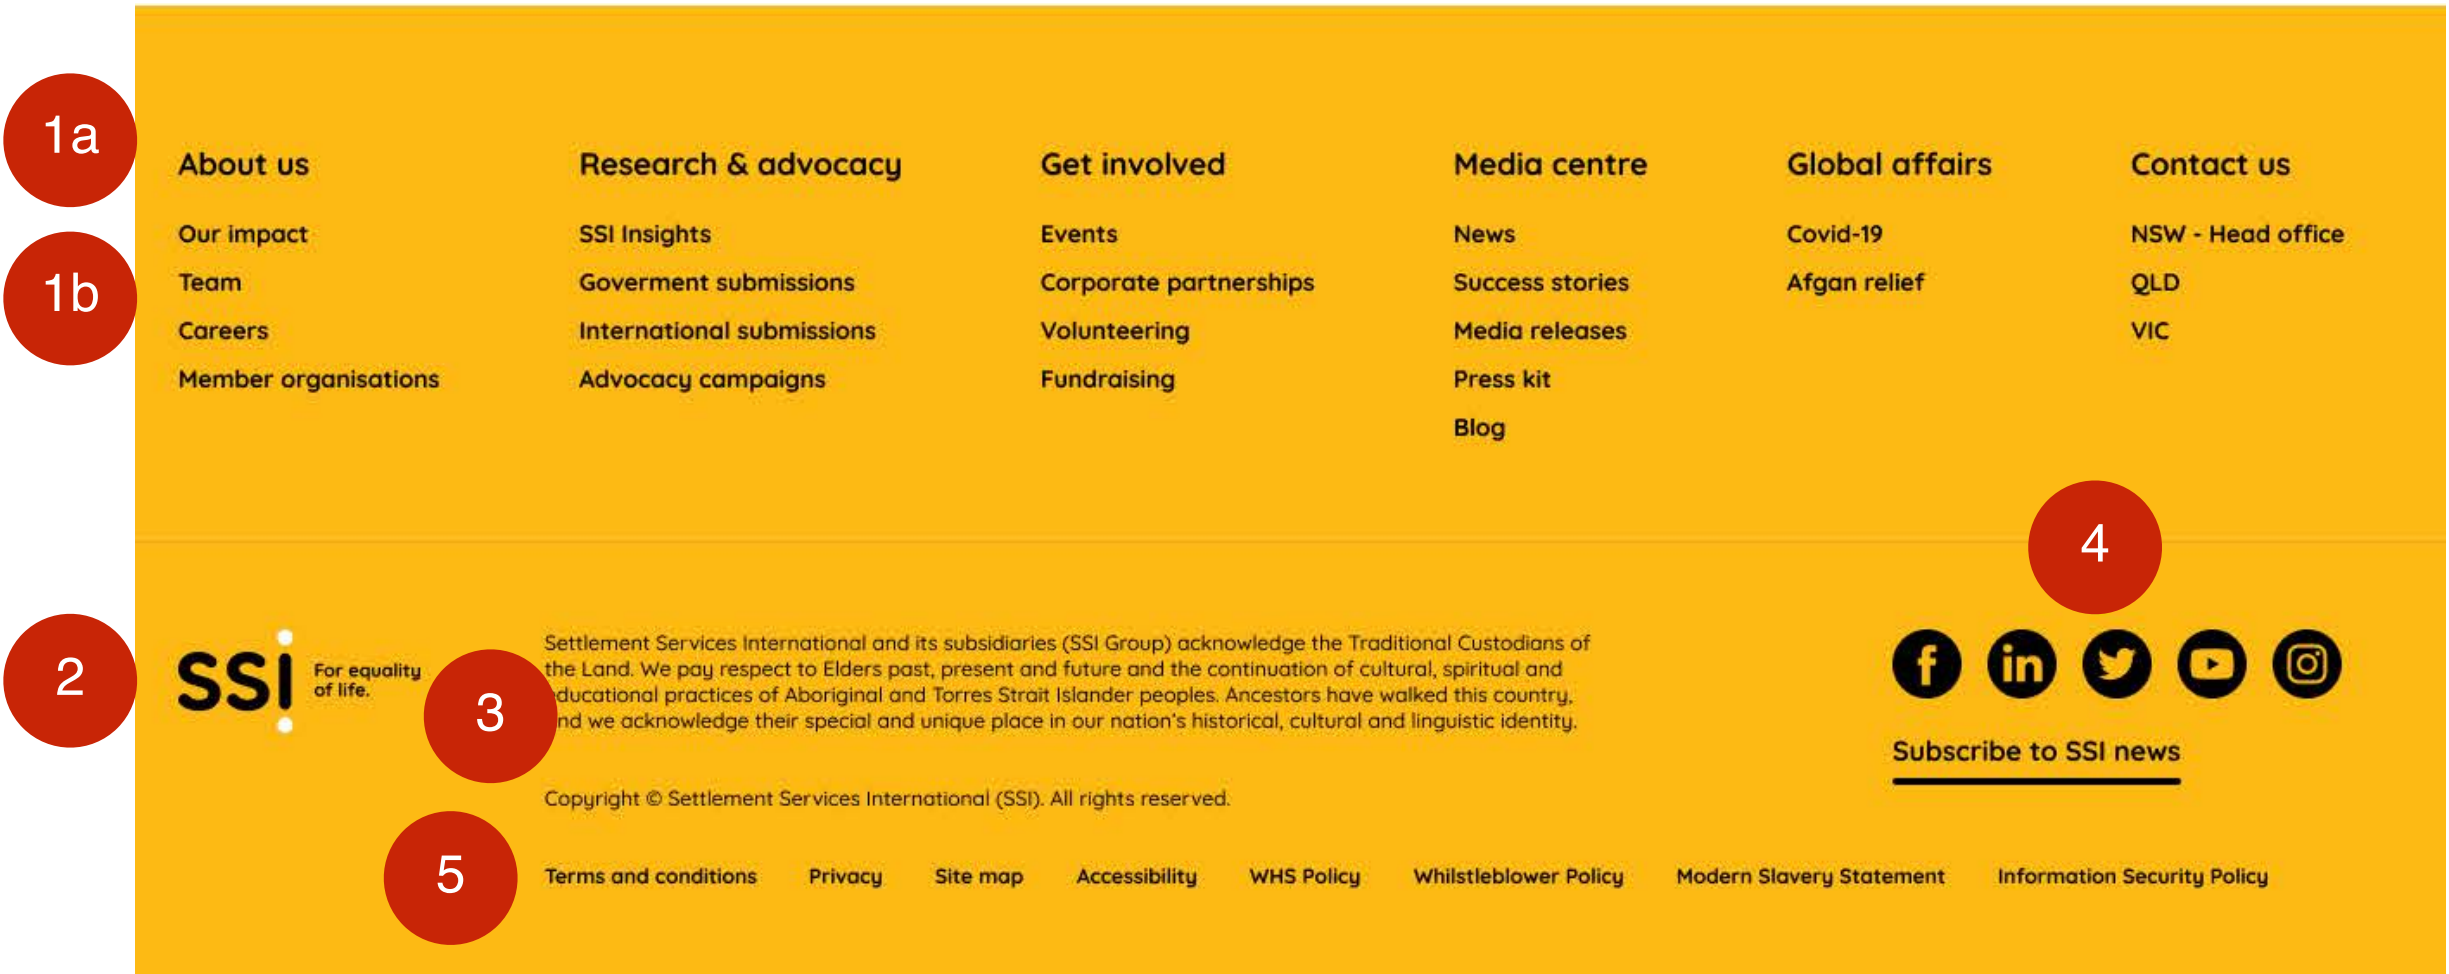 1a
About us
Research & advocacy
Get involved
Media centre
Global affairs
Contact us
1b
Our impact
Team
Careers
Member organisations
SSI Insights
Goverment submissions
International submissions
Advocacy campaigns
Events
Corporate partnerships
Volunteering
Fundraising
News
Success stories
Media releases
Press kit
Blog
Covid-19
Afgan relief
NSW - Head office
QLD
VIC
4
2
SSi
For equality
of life.
3
Settlement Services International and its subsidiaries (SSI Group) acknowledge the Traditional Custodians of
the Land. We pay respect to Elders past, present and future and the continuation of cultural, spiritual and
educational practices of Aboriginal and Torres Strait Islander peoples. Ancestors have walked this country,
and we acknowledge their special and unique place in our nation's historical, cultural and linguistic identity.
f
in
Subscribe to SSI news
Copyright © Settlement Services International (SSI). All rights reserved.
5
Terms and conditions Privacy Site map Accessibility WHS Policy Whilstleblower Policy Modern Slavery Statement Information Security Policy